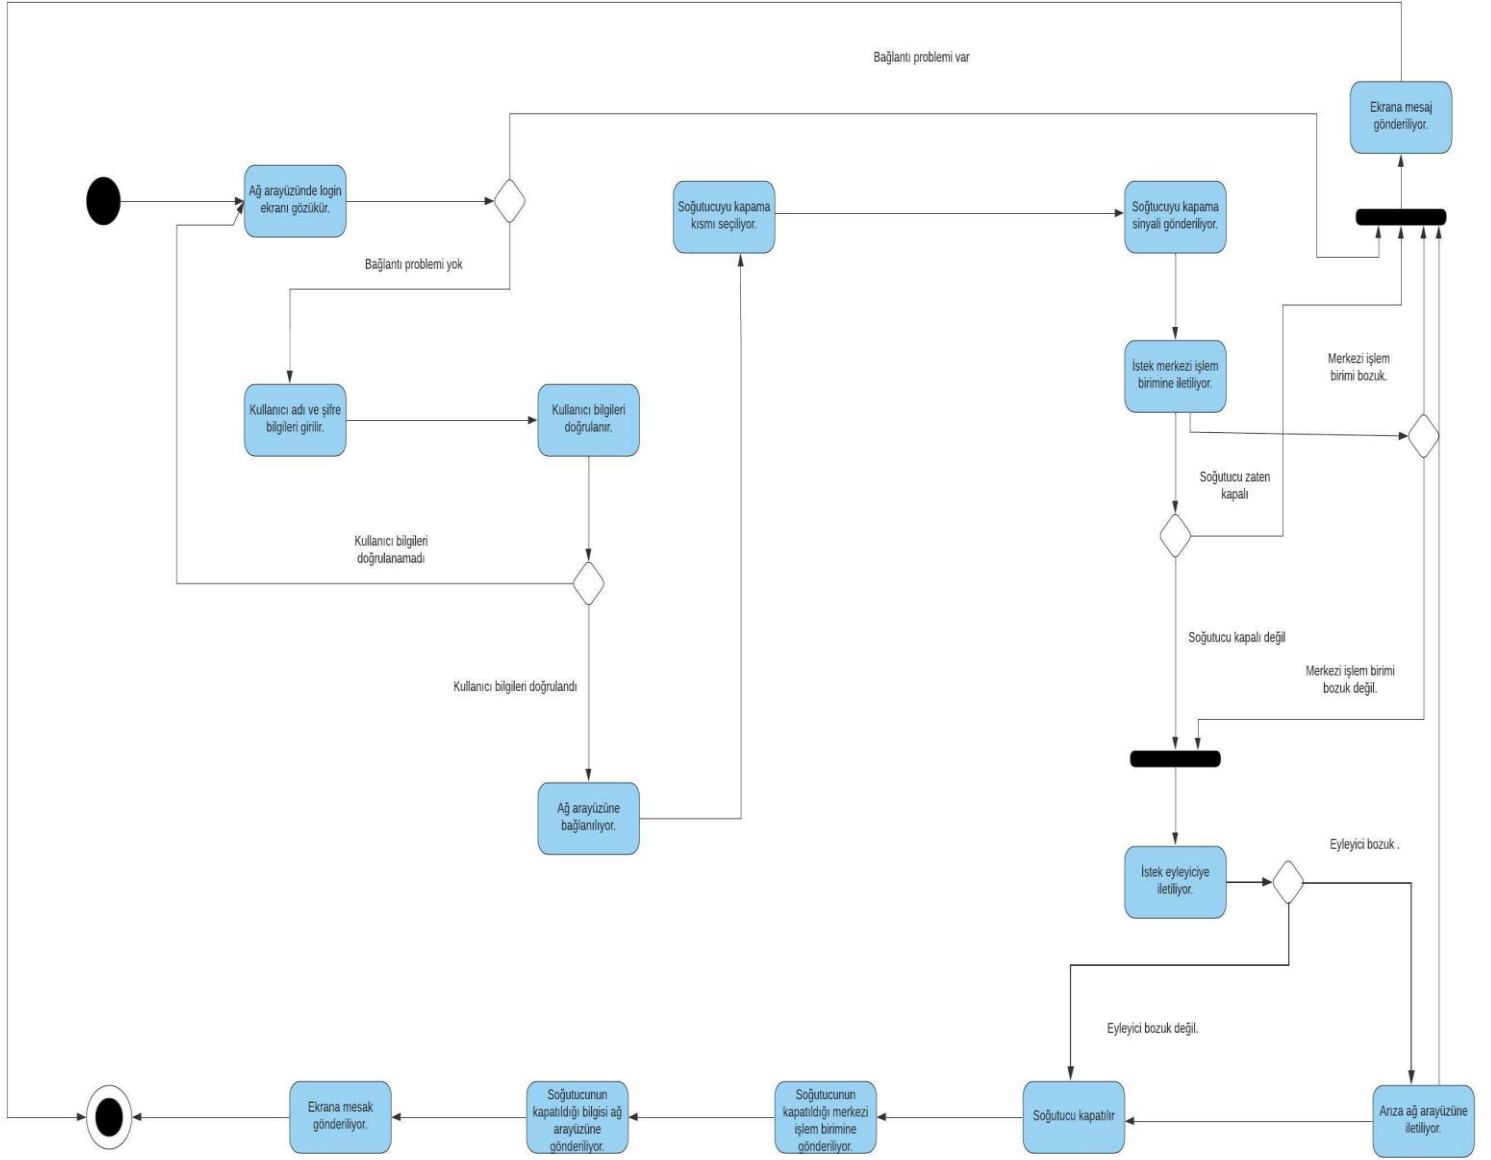 Bağlantı problemi var
Ekrana mesaj
gönderiliyor.
Ağ arayüzünde login
ekranı gözükür.
Soğutucuyu kapama
kısmı seçiliyor.
Soğtucuyu kapama
sinyali gönderiliyor.
Bağlantı problemi yok
İstek merkezi işlem
birimine iletiliyor.
Merkezi işlem
birimi bozuk.
Kullanıcı adı ve şifre
bilgileri girilir.
Kullanıcı bilgileri
doğrulanır.
Soğutucu zaten
kapalı
Kullanıcı bilgileri
doğrulanamadı
Soğutucu kapalı değil
Merkezi işlem birimi
bozuk değil.
Kullanıcı bilgileri doğrulandı
Ağ arayüzüne
bağlanılıyor.
İstek eyleyiciye
iletiliyor.
Eyleyici bozuk .
Eyleyici bozuk değil.
Ekrana mesak
gönderiliyor.
Soğutucunun
kapatıldığı bilgisi ağ
arayüzüne
gönderiliyor.
Soğutucunun
kapatıldığı merkezi
işlem birimine
gönderiliyor.
Soğutucu kapatılır
Arıza ağ arayüzüne
iletiliyor.